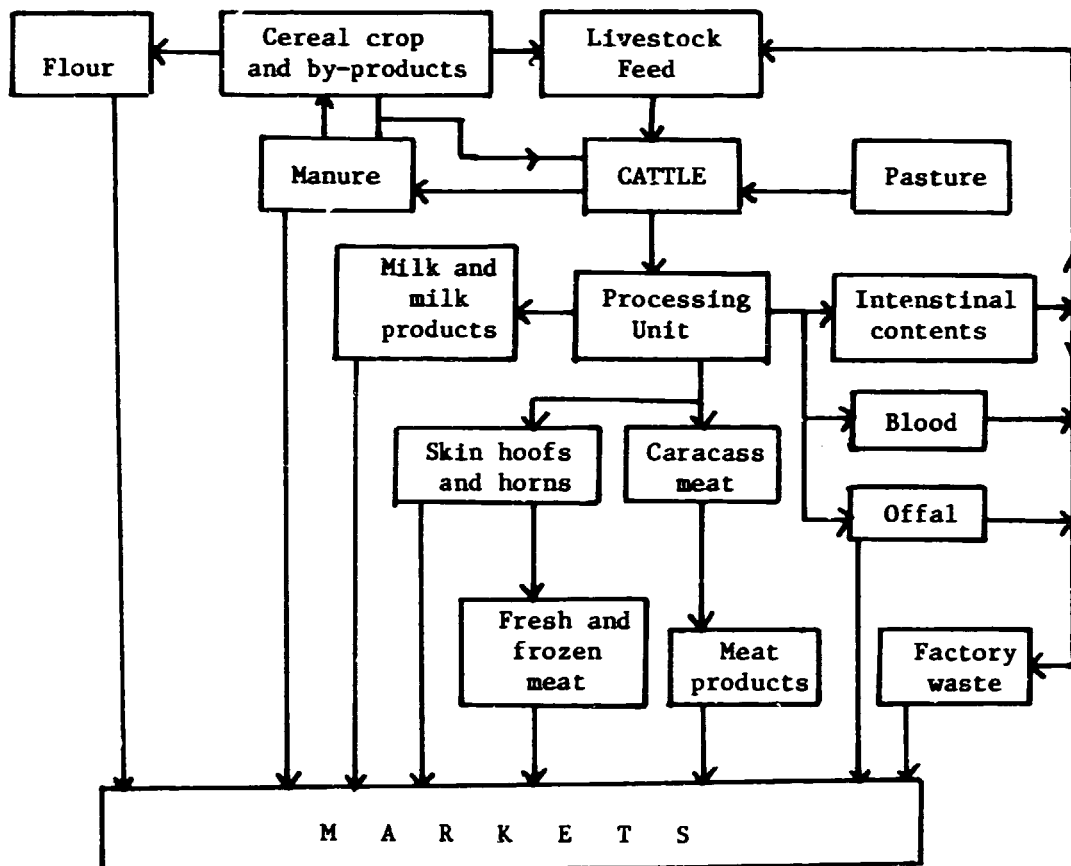 Flour
Cereal crop
and by-products
Livestock
Feed
Manure
CATTLE
Pasture
Milk and
milk
products
Processing
Unit
Intenstinal
contents
Blood
Skin hoofs
and horns
Caracass
meat
Offal
Fresh and
frozen
meat
Meat
products
Factory
waste
M A R K E T S